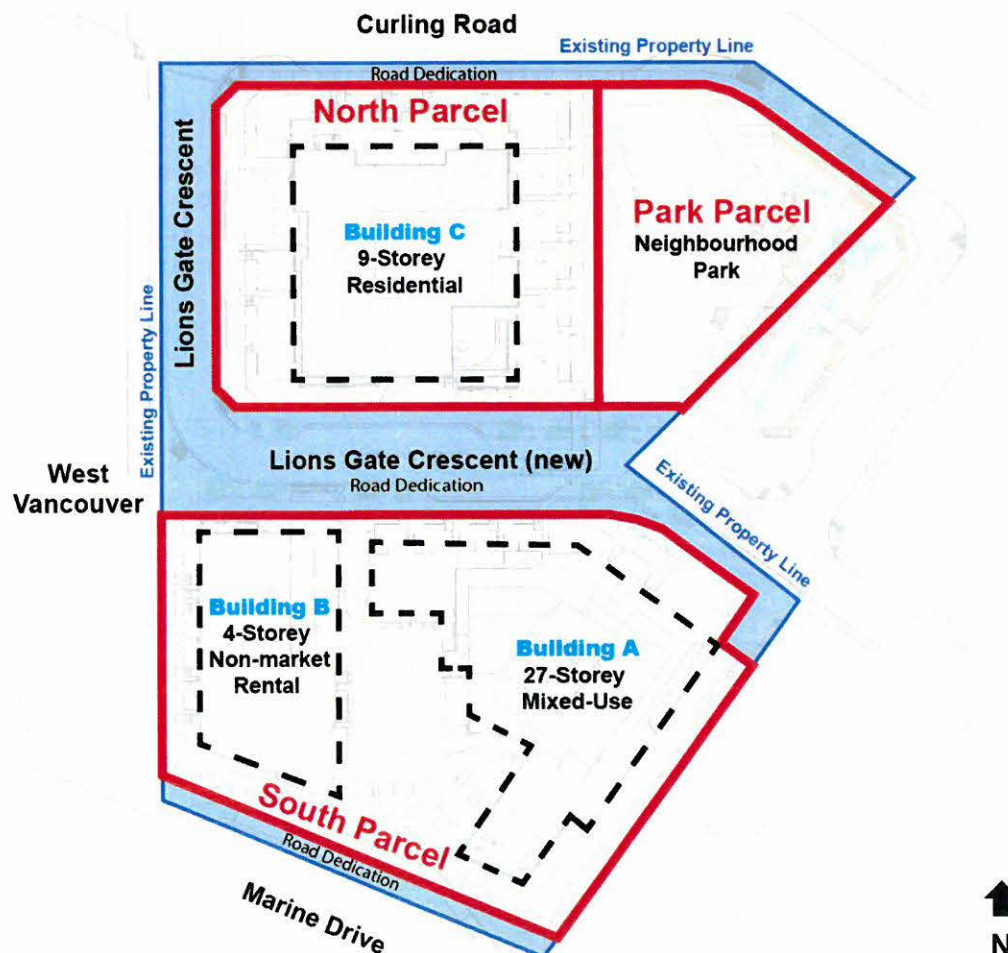 Curling Road
Existing Property Line
Road Dedication
North Parcel
Lions Gate Crescent
Building C
9-Storey
Residential
Park Parcel
Neighbourhood
Park
Existing Property Line
Lions Gate Crescent (new)
Road Dedication
West
Vancouver
Existing Property Line
Building B
4-Storey
Non-market
Rental
Building A
27-Storey
Mixed-Use
South Parcel
Road Dedication
Marine Drive
N